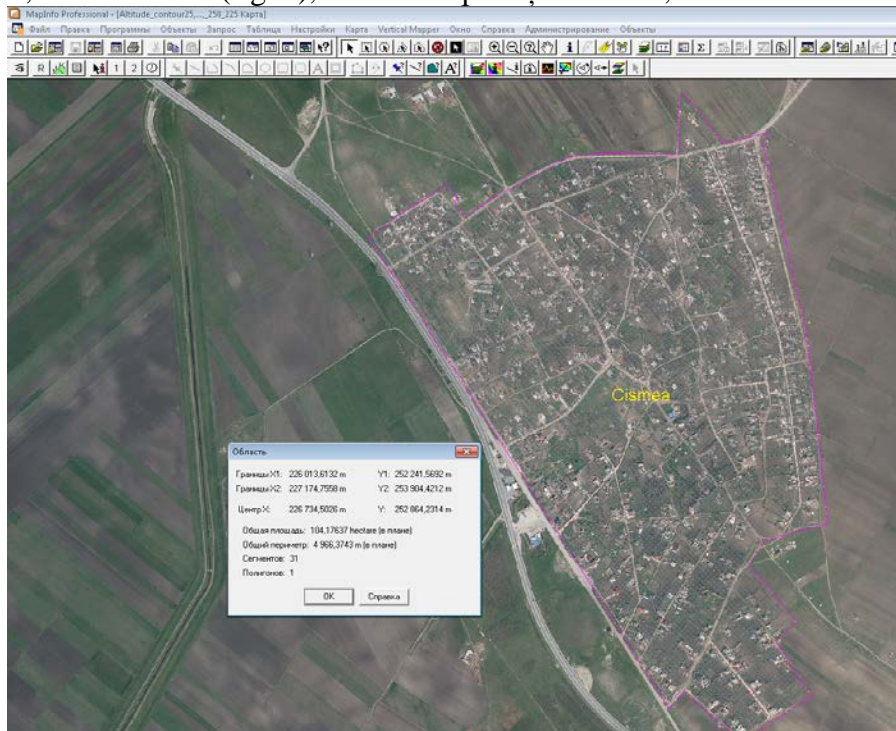 MapInfo Professional - [Altitude_contour25,...,_258_225 Карта]
Файл Правка Программы Объекты Запрос Таблица Настройки Карта Vertical Mapper Окно Справка Администрирование Объекты
R 1 2
Cismea
Область
Границы X1: 226 013,6132 m Y1: 252 241,5692 m
Границы X2: 227 174,7558 m Y2: 253 904,4212 m
Центр X: 226 734,5026 m Y: 252 864,2314 m
Общая площадь: 104,17637 hectare (в плане)
Общий периметр: 4 966,3743 m (в плане)
Сегментов: 31
Полигонов: 1
OK Справка